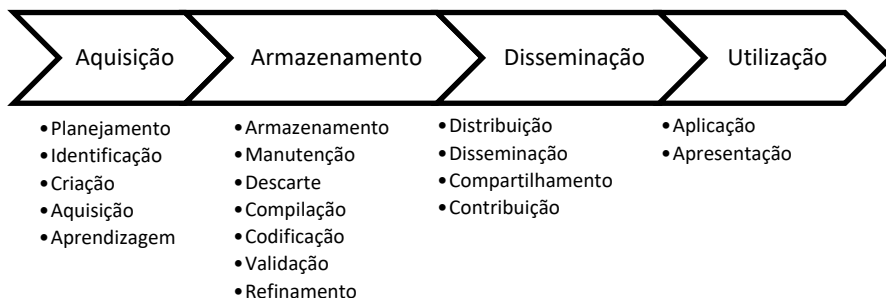 Aquisição
Armazenamento
Disseminação
Utilização
•Planejamento
•Identificação
•Criação
•Aquisição
•Aprendizagem
•Armazenamento
•Manutenção
•Descarte
•Compilação
•Codificação
•Validação
•Refinamento
•Distribuição
•Disseminação
•Compartilhamento
•Contribuição
•Aplicação
•Apresentação